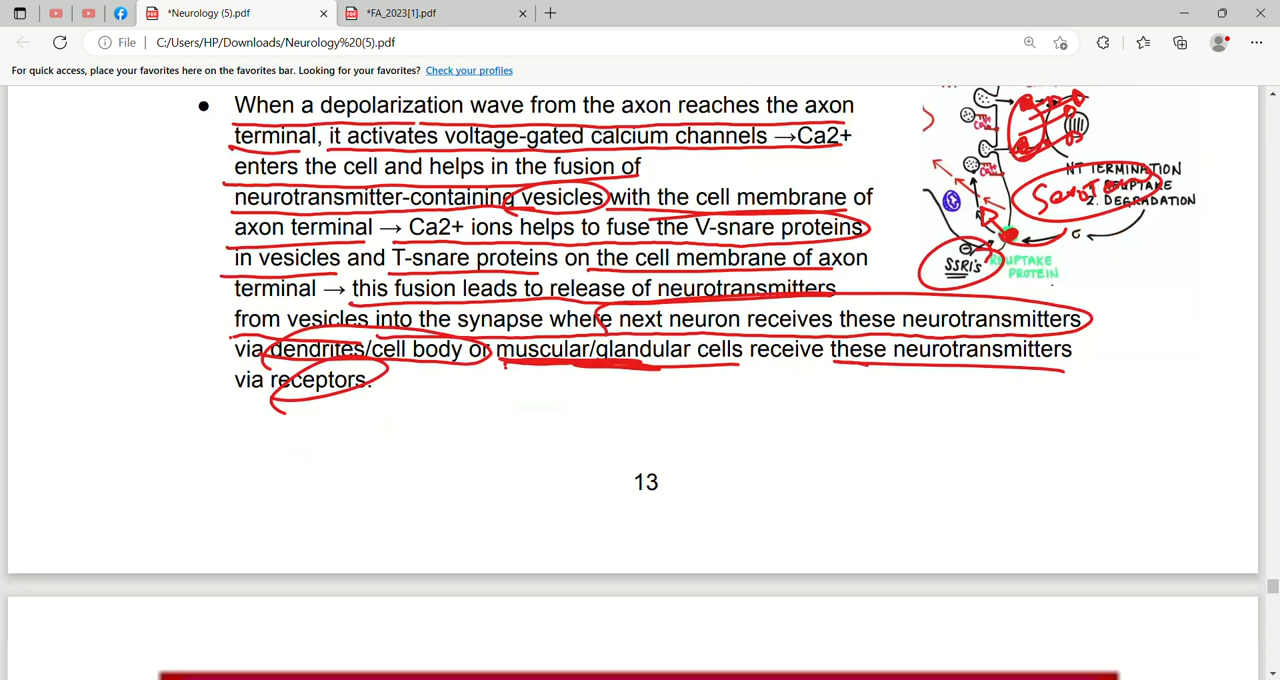 *Neurology (5).pdf
*FA_2023[1].pdf
File
C:/Users/HP/Downloads/Neurology%20(5).pdf
For quick access, place your favorites here on the favorites bar. Looking for your favorites? Check your profiles
● When a depolarization wave from the axon reaches the axon
terminal, it activates voltage-gated calcium channels →Ca2+
enters the cell and helps in the fusion of
neurotransmitter-containing vesicles with the cell membrane of
axon terminal → Ca2+ ions helps to fuse the V-snare proteins
in vesicles and T-snare proteins on the cell membrane of axon
terminal → this fusion leads to release of neurotransmitters
from vesicles into the synapse where next neuron receives these neurotransmitters
via dendrites/cell body or muscular/glandular cells receive these neurotransmitters
via receptors.
NT TERMINATION
2. DEGRADATION
SSRI's
REUPTAKE
PROTEIN
13